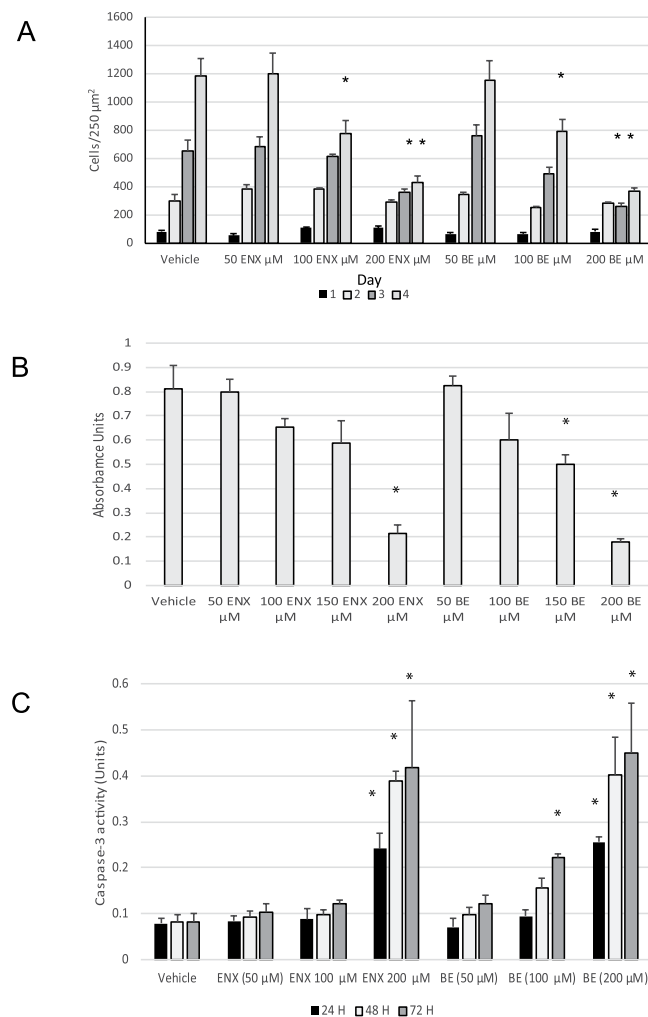 A
1600
1400
1200
1000
800
600
400
200
0
Cells/250 µm²
* * * * * *
Vehicle 50 ENX µM 100 ENX µM 200 ENX µM 50 BE µM 100 BE µM 200 BE µM
Day
1 2 3 4
B
1
0.9
0.8
0.7
0.6
0.5
0.4
0.3
0.2
0.1
0
Absorbamce Units
* * *
Vehicle 50 ENX 100 ENX 150 ENX 200 ENX 50 BE 100 BE 150 BE 200 BE
µM µM µM µM µM µM µM µM
C
0.6
0.5
0.4
0.3
0.2
0.1
0
Caspase-3 activity (Units)
* * * * * * *
Vehicle ENX (50 µM) ENX 100 µM ENX 200 µM BE (50 µM) BE (100 µM) BE (200 µM)
24 H 48 H 72 H